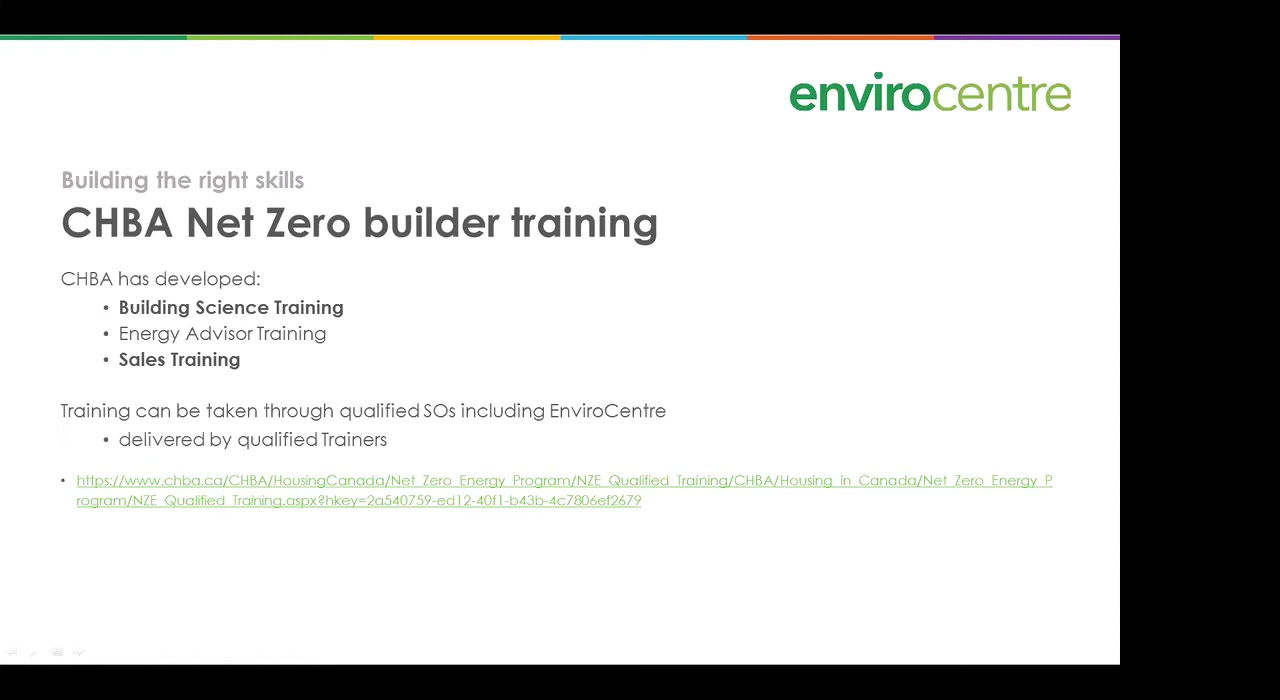 envirocentre
Building the right skills
CHBA Net Zero builder training
CHBA has developed:
• Building Science Training
• Energy Advisor Training
• Sales Training
Training can be taken through qualified SOs including EnviroCentre
• delivered by qualified Trainers
• https://www.chba.ca/CHBA/HousingCanada/Net_Zero_Energy_Program/NZE_Qualified_Training/CHBA/Housing_in_Canada/Net_Zero_Energy_P
rogram/NZE_Qualified_Training.aspx?hkey=2a540759-ed12-40f1-b43b-4c7806ef2679